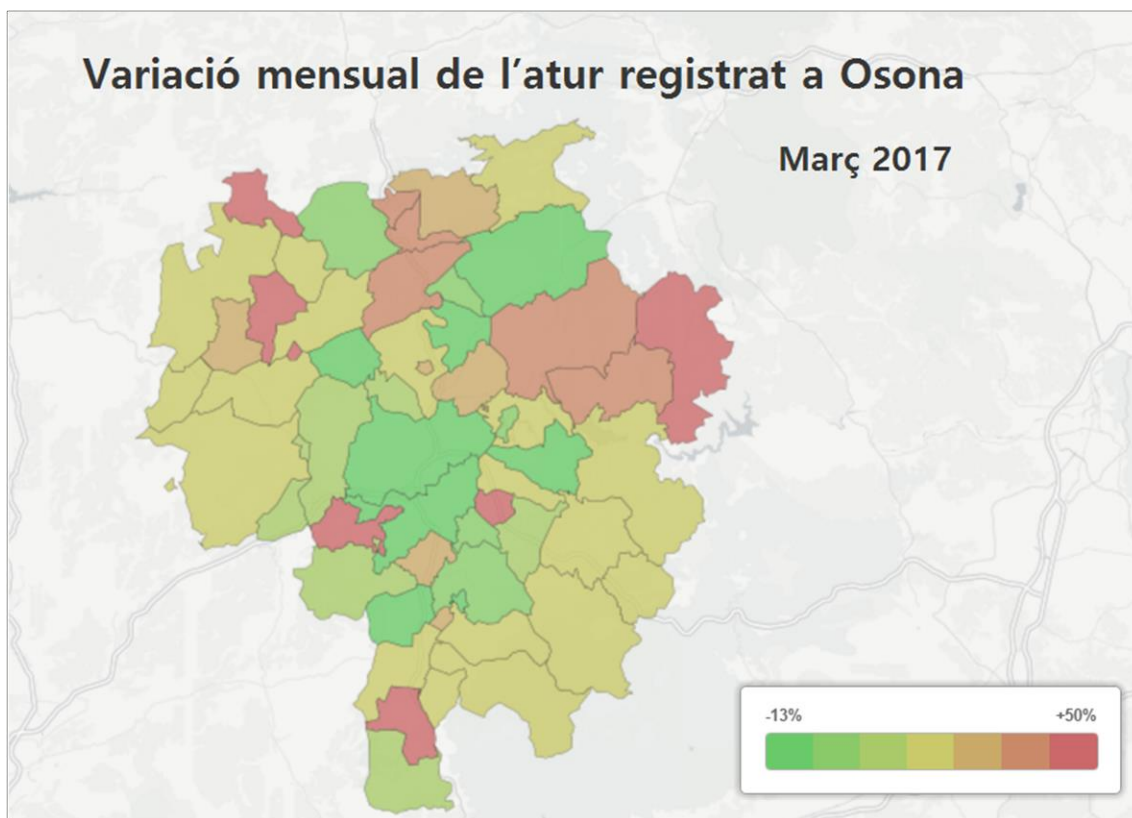 Variació mensual de l'atur registrat a Osona
Març 2017
-13% +50%